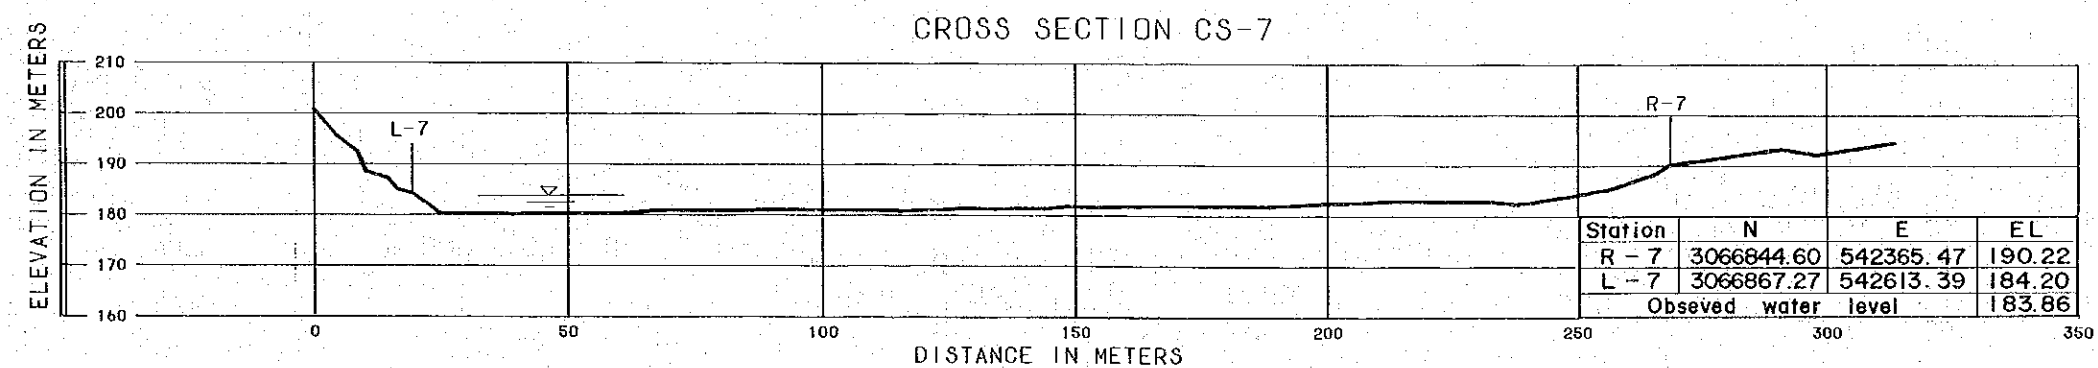 CROSS SECTION CS-7
ELEVATION IN METERS
210
200
190
180
170
160
L-7
R-7
Station N E EL
R - 7 3066844.60 542365.47 190.22
L - 7 3066867.27 542613.39 184.20
Obseved water level 183.86
0 50 100 150 200 250 300 350
DISTANCE IN METERS